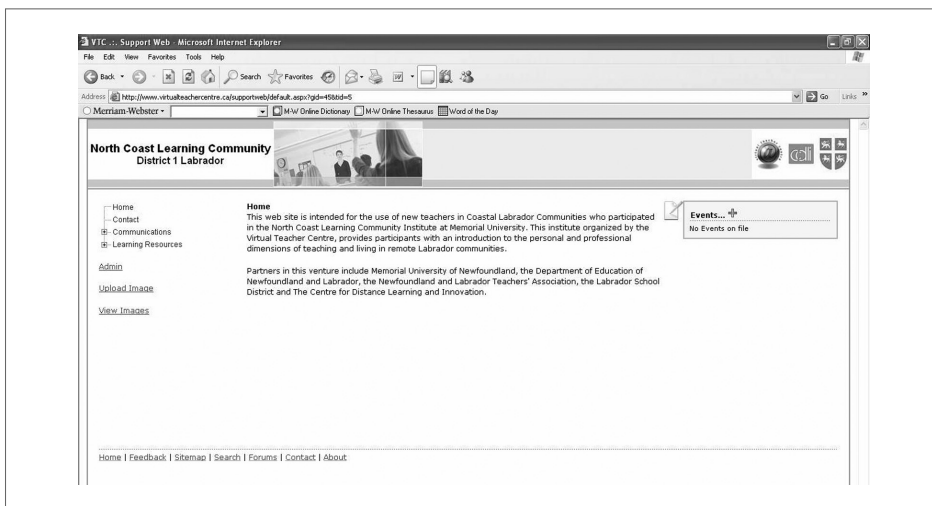 VTC .:. Support Web - Microsoft Internet Explorer
File Edit View Favorites Tools Help
Back Search Favorites
Address http://www.virtualteachercentre.ca/supportweb/default.aspx?gid=45&tid=5 Go Links »
Merriam-Webster M-W Online Dictionary M-W Online Thesaurus Word of the Day
North Coast Learning Community
District 1 Labrador
cdli
Home
Contact
Communications
Learning Resources
Admin
Upload Image
View Images
Home
This web site is intended for the use of new teachers in Coastal Labrador Communities who participated
in the North Coast Learning Community Institute at Memorial University. This institute organized by the
Virtual Teacher Centre, provides participants with an introduction to the personal and professional
dimensions of teaching and living in remote Labrador communities.
Partners in this venture include Memorial University of Newfoundland, the Department of Education of
Newfoundland and Labrador, the Newfoundland and Labrador Teachers' Association, the Labrador School
District and The Centre for Distance Learning and Innovation.
Events...
No Events on file
Home | Feedback | Sitemap | Search | Forums | Contact | About